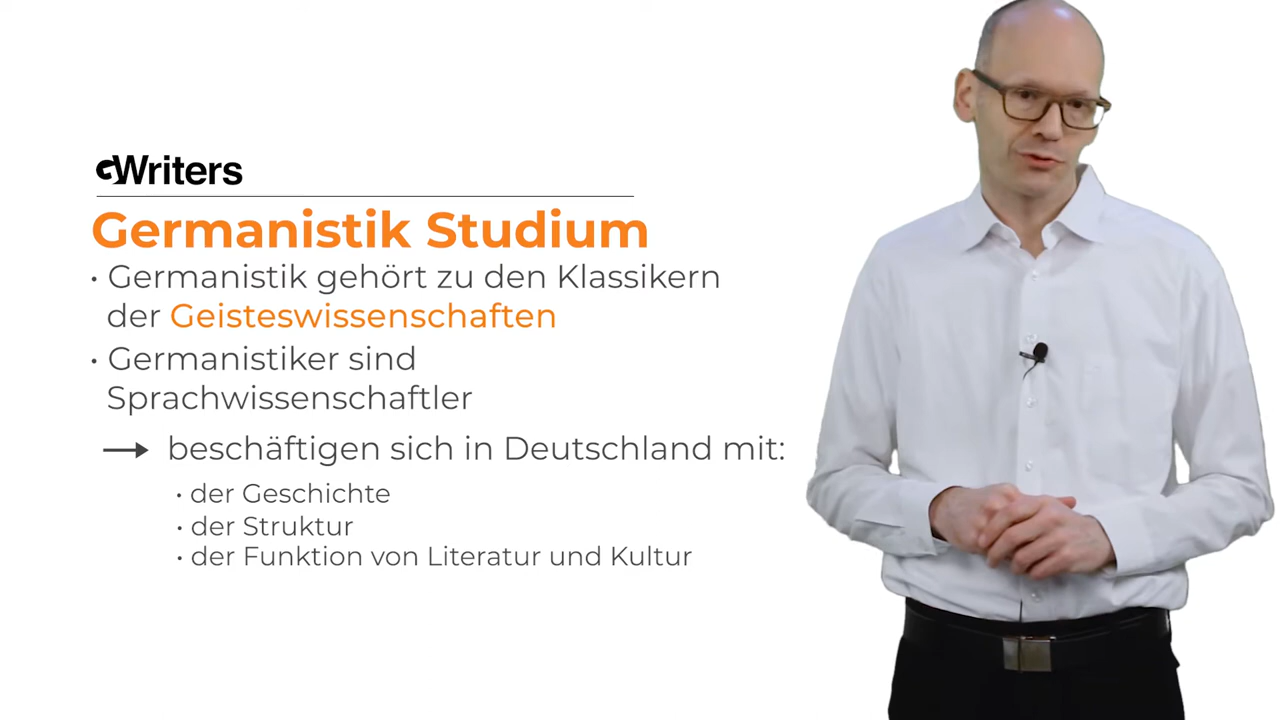 Writers
Germanistik Studium
• Germanistik gehört zu den Klassikern
der Geisteswissenschaften
• Germanistiker sind
Sprachwissenschaftler
→ beschäftigen sich in Deutschland mit:
• der Geschichte
• der Struktur
• der Funktion von Literatur und Kultur